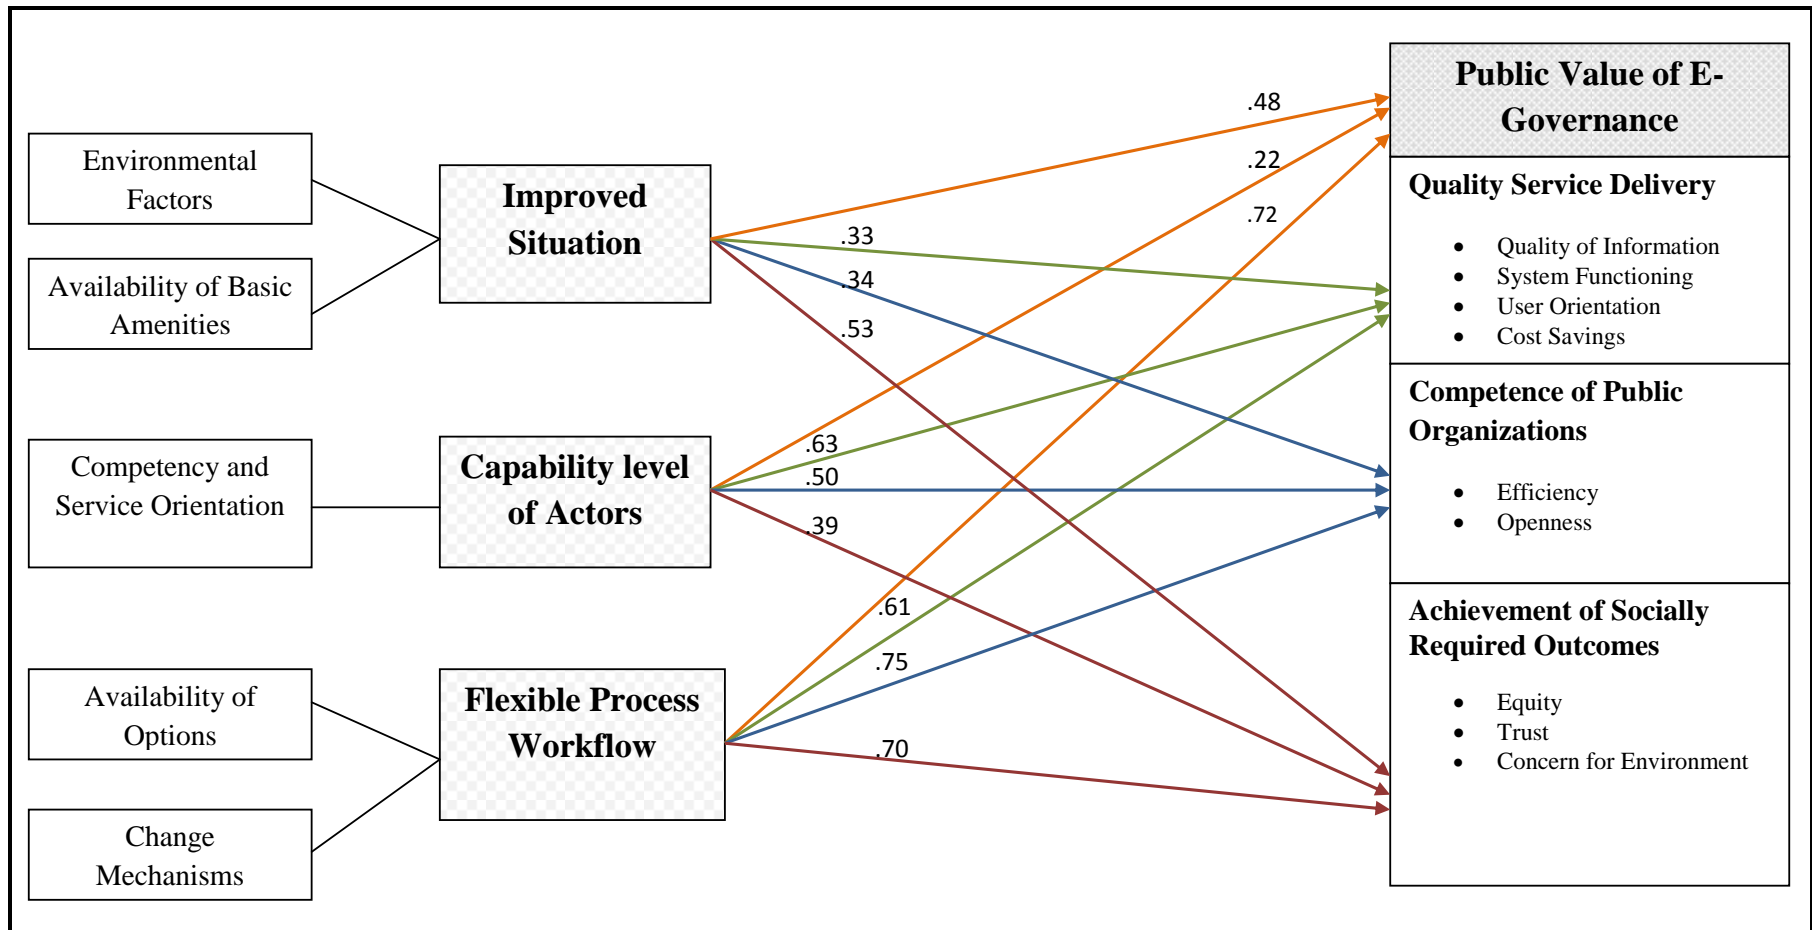 Environmental
Factors
Availability of Basic
Amenities
Competency and
Service Orientation
Availability of
Options
Change
Mechanisms
Improved
Situation
Capability level
of Actors
Flexible Process
Workflow
.48
.22
.72
.33
.34
.53
.63
.50
.39
.61
.75
.70
Public Value of E-
Governance
Quality Service Delivery
• Quality of Information
• System Functioning
• User Orientation
• Cost Savings
Competence of Public
Organizations
• Efficiency
• Openness
Achievement of Socially
Required Outcomes
• Equity
• Trust
• Concern for Environment